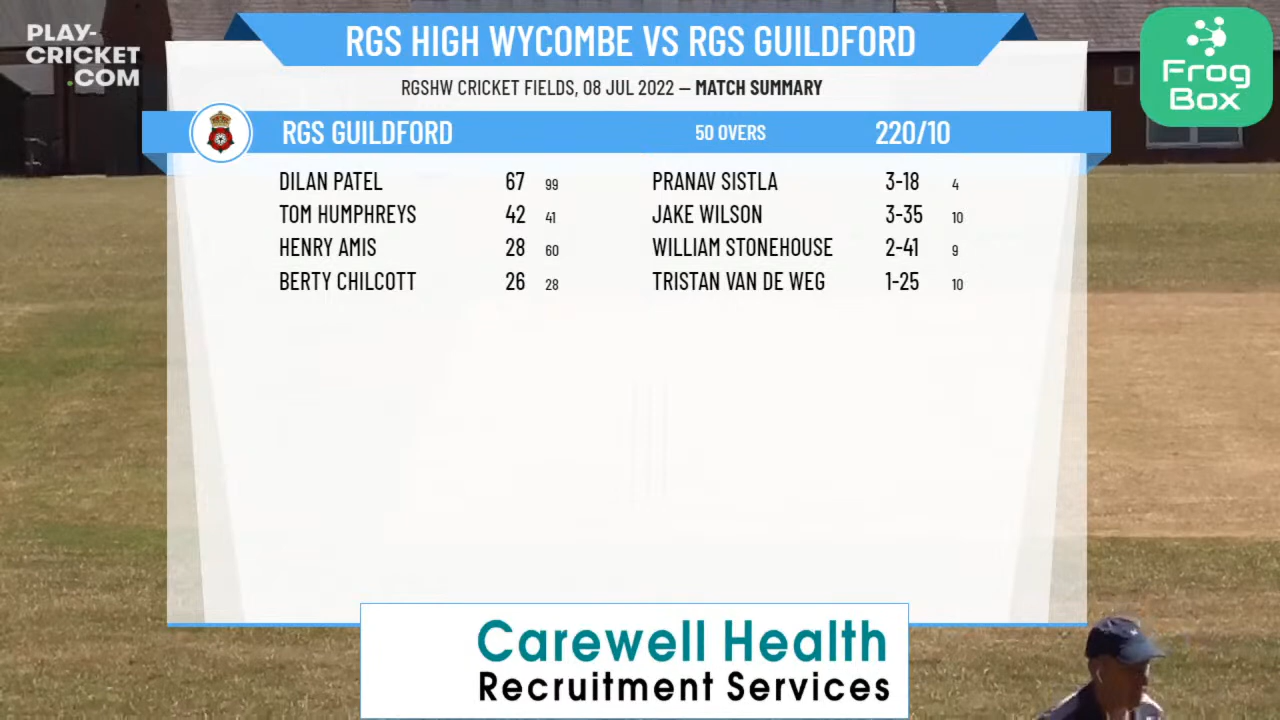 PLAY-
CRICKET
.COM
RGS HIGH WYCOMBE VS RGS GUILDFORD
Frog
Box
RGSHW CRICKET FIELDS, 08 JUL 2022 – MATCH SUMMARY
RGS GUILDFORD 50 OVERS 220/10
DILAN PATEL 67 99 PRANAV SISTLA 3-18 4
TOM HUMPHREYS 42 41 JAKE WILSON 3-35 10
HENRY AMIS 28 60 WILLIAM STONEHOUSE 2-41 9
BERTY CHILCOTT 26 28 TRISTAN VAN DE WEG 1-25 10
Carewell Health
Recruitment Services